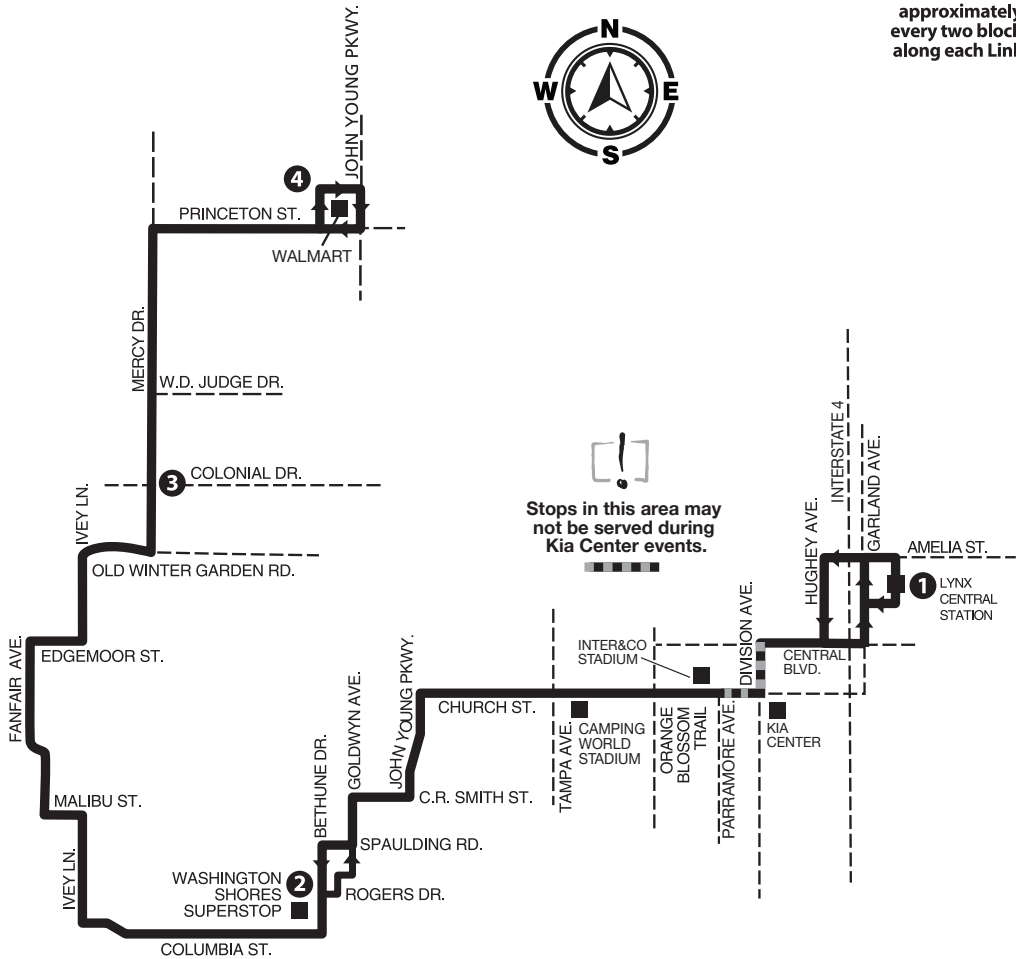 approximately
every two block
along each Lin
N
W
E
S
JOHN YOUNG PKWY.
4
PRINCETON ST.
WALMART
MERCY DR.
W.D. JUDGE DR.
3
COLONIAL DR.
IVEY LN.
OLD WINTER GARDEN RD.
Stops in this area may
not be served during
Kia Center events.
INTERSTATE 4
GARLAND AVE.
HUGHEY AVE.
AMELIA ST.
1
LYNX
CENTRAL
STATION
FANFAIR AVE.
EDGEMOOR ST.
DIVISION AVE.
INTER&CO
STADIUM
CENTRAL
BLVD.
JOHN YOUNG PKWY.
CHURCH ST.
GOLDWYN AVE.
TAMPA AVE.
CAMPING
WORLD
STADIUM
ORANGE
BLOSSOM
TRAIL
PARRAMORE AVE.
KIA
CENTER
MALIBU ST.
BETHUNE DR.
C.R. SMITH ST.
SPAULDING RD.
IVEY LN.
WASHINGTON
SHORES
SUPERSTOP
2
ROGERS DR.
COLUMBIA ST.